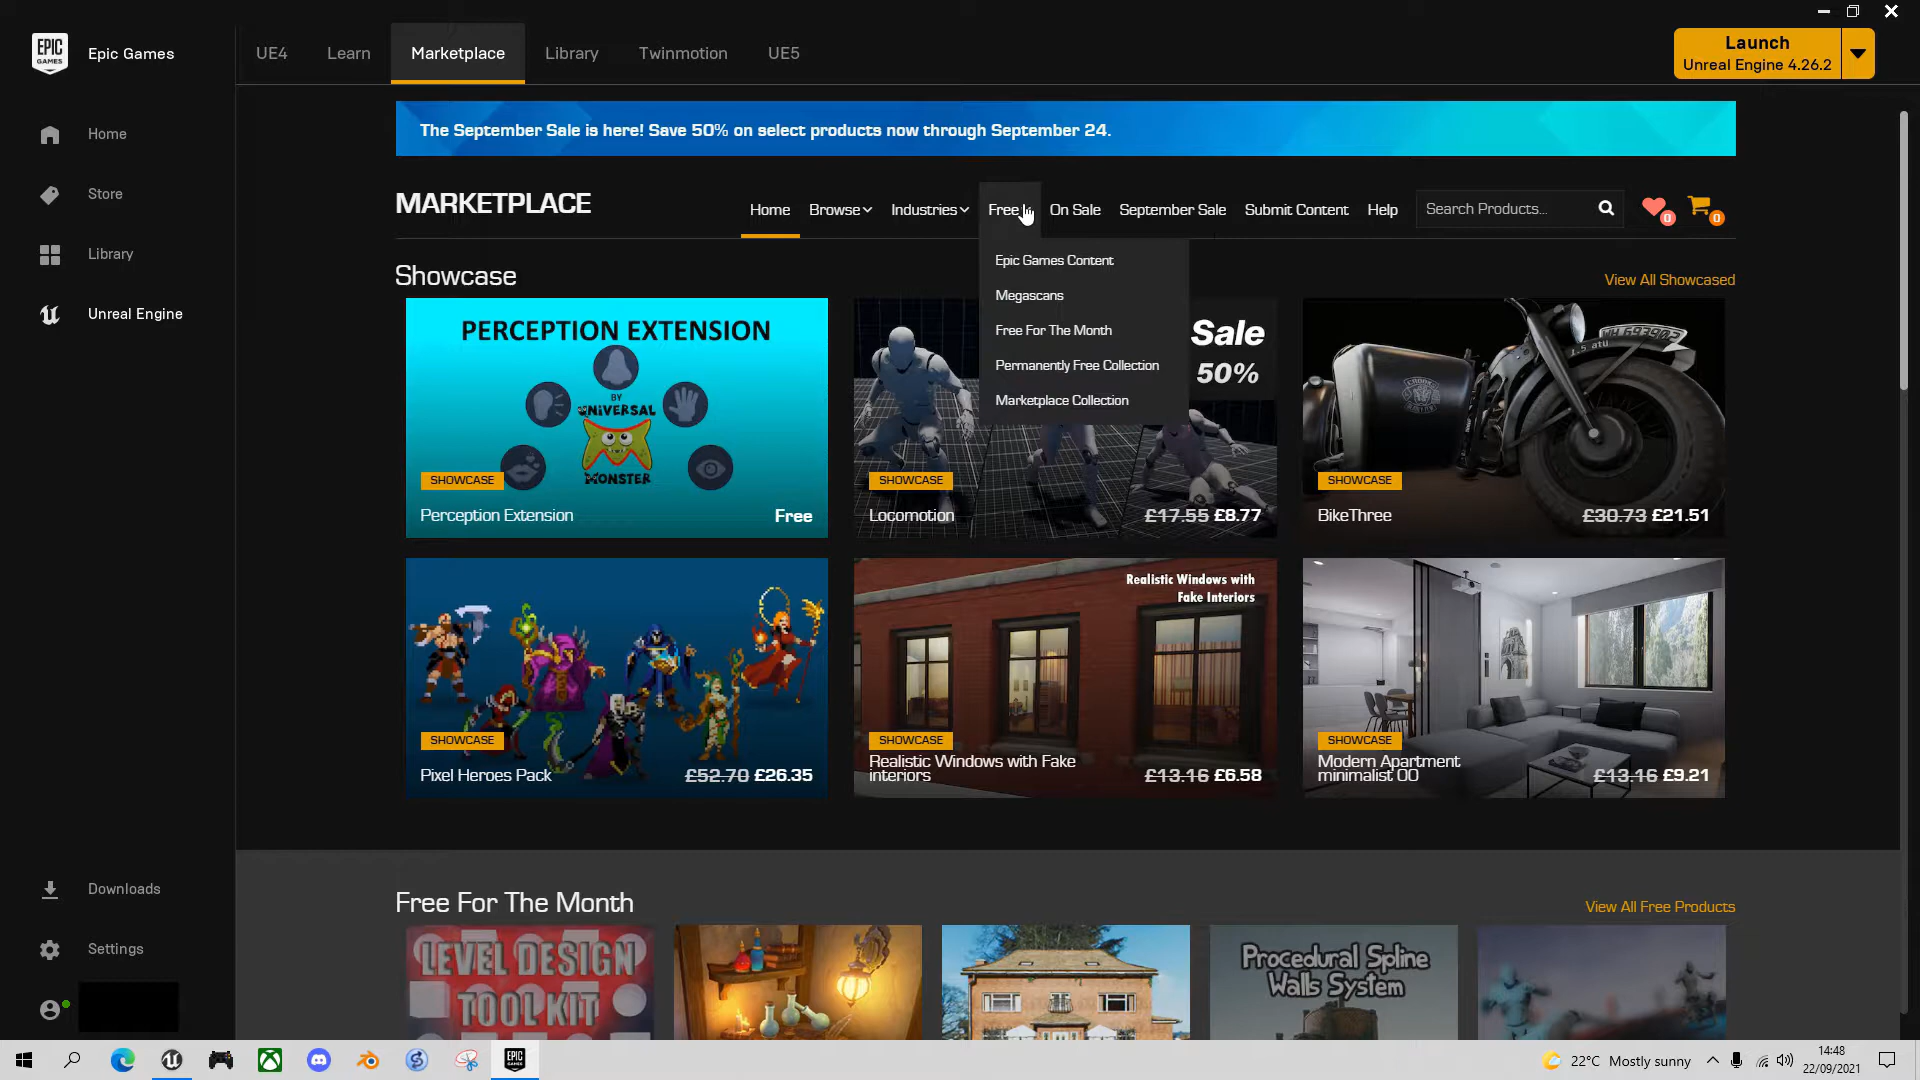 EPIC GAMES
Epic Games
UE4
Learn
Marketplace
Library
Twinmotion
UE5
Launch
Unreal Engine 4.26.2
Home
Store
Library
Unreal Engine
Downloads
Settings
The September Sale is here! Save 50% on select products now through September 24.
MARKETPLACE
Home
Browse
Industries
Free
On Sale
September Sale
Submit Content
Help
Search Products...
0
0
Epic Games Content
Megascans
Free For The Month
Permanently Free Collection
Marketplace Collection
Showcase
View All Showcased
PERCEPTION EXTENSION
BY
UNIVERSAL
MONSTER
SHOWCASE
Perception Extension
Free
Sale
50%
SHOWCASE
Locomotion
£17.55 £8.77
WH 693902
1.5 atü
SHOWCASE
BikeThree
£30.73 £21.51
SHOWCASE
Pixel Heroes Pack
£52.70 £26.35
Realistic Windows with
Fake Interiors
SHOWCASE
Realistic Windows with Fake
interiors
£13.16 £6.58
SHOWCASE
Modern Apartment
minimalist 00
£13.16 £9.21
Free For The Month
View All Free Products
LEVEL DESIGN
TOOL KIT
Procedural Spline
Walls System
EPIC GAMES
22°C Mostly sunny
14:48
22/09/2021